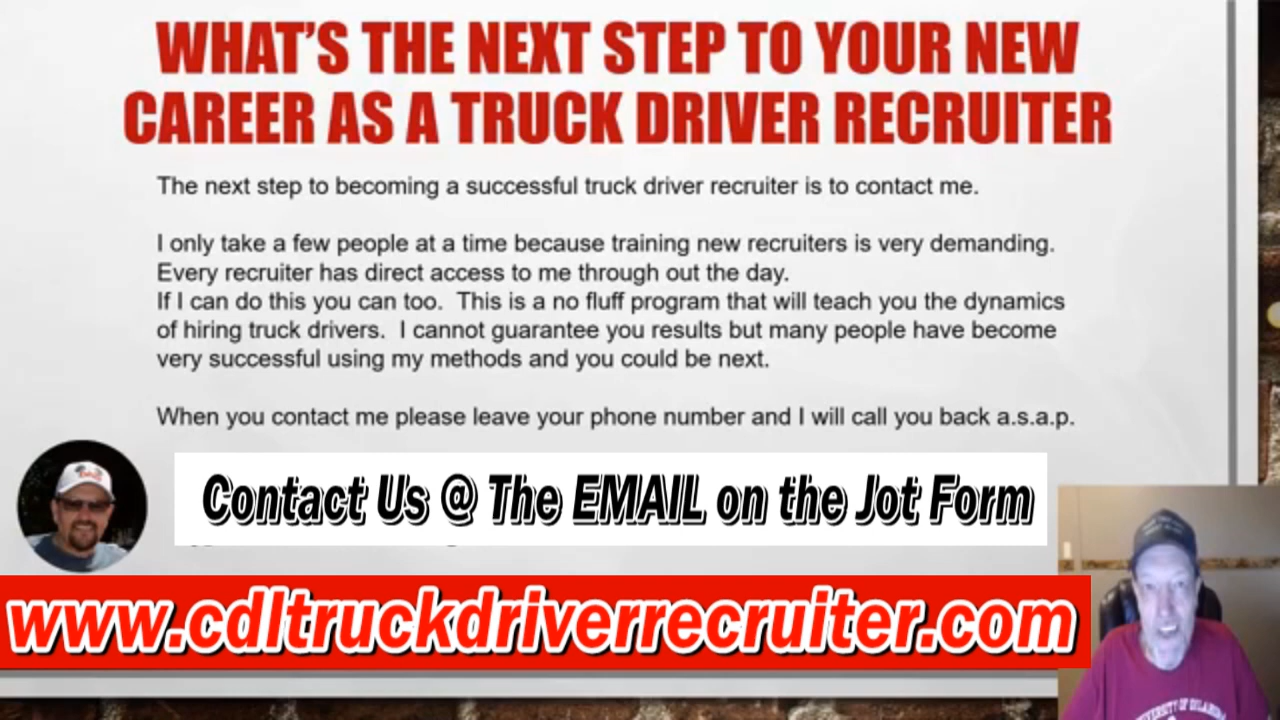 WHAT'S THE NEXT STEP TO YOUR NEW
CAREER AS A TRUCK DRIVER RECRUITER
The next step to becoming a successful truck driver recruiter is to contact me.
I only take a few people at a time because training new recruiters is very demanding.
Every recruiter has direct access to me through out the day.
If I can do this you can too.  This is a no fluff program that will teach you the dynamics
of hiring truck drivers.  I cannot guarantee you results but many people have become
very successful using my methods and you could be next.
When you contact me please leave your phone number and I will call you back a.s.a.p.
Contact Us @ The EMAIL on the Jot Form
www.cdltruckdriverrecruiter.com